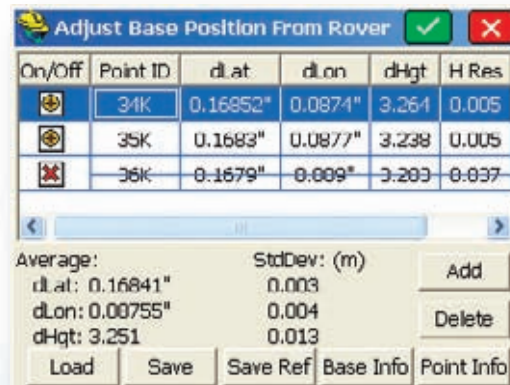 Adjust Base Position From Rover
On/Off Point ID dLat dLon dHgt H Res
34K 0.16852" 0.0874" 3.264 0.005
35K 0.1683" 0.0877" 3.238 0.005
36K 0.1679" 0.009" 3.203 0.037
Average: StdDev: (m)
dLat: 0.16841" 0.003
dLon: 0.08755" 0.004
dHgt: 3.251 0.013
Add
Delete
Load Save Save Ref Base Info Point Info